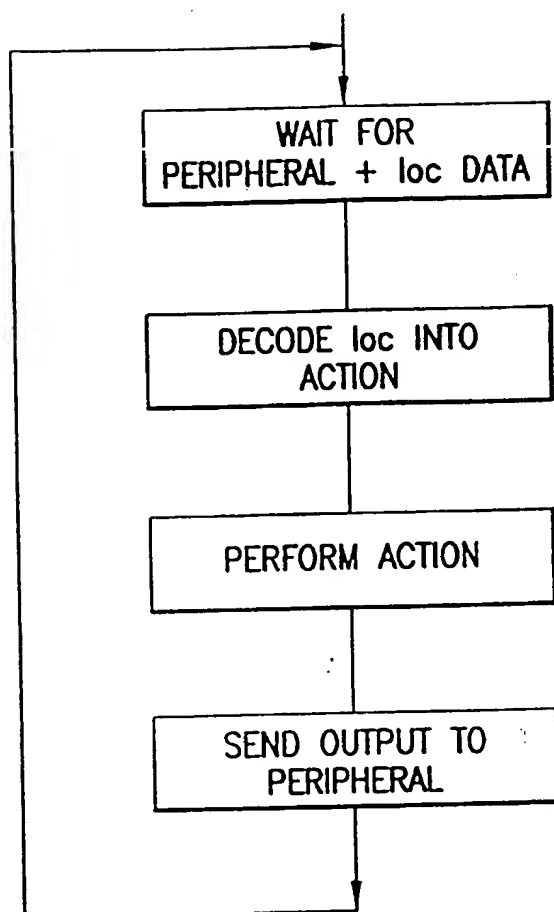 WAIT FOR
PERIPHERAL + loc DATA
DECODE loc INTO
ACTION
PERFORM ACTION
SEND OUTPUT TO
PERIPHERAL